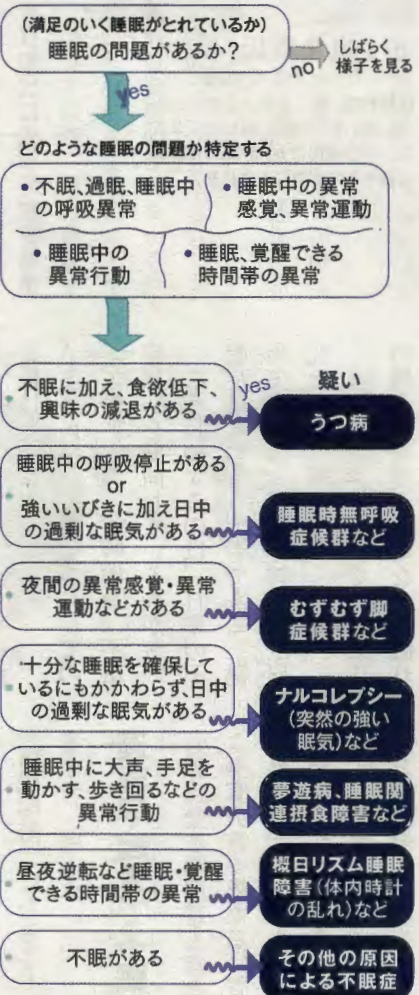 (満足のいく睡眠がとれているか)
睡眠の問題があるか?
no
しばらく
様子を見る
yes
どのような睡眠の問題か特定する
•不眠、過眠、睡眠中
の呼吸異常
•睡眠中の異常
感覚、異常運動
•睡眠中の
異常行動
•睡眠、覚醒できる
時間帯の異常
不眠に加え、食欲低下、
興味の減退がある
yes
疑い
うつ病
睡眠中の呼吸停止がある
or
強いいびきに加え日中
の過剰な眠気がある
睡眠時無呼吸
症候群など
夜間の異常感覚・異常
運動などがある
むずむず脚
症候群など
十分な睡眠を確保して
いるにもかかわらず、日中
の過剰な眠気がある
ナルコレプシー
(突然の強い
眠気)など
睡眠中に大声、手足を
動かす、歩き回るなどの
異常行動
夢遊病、睡眠関
連摂食障害など
昼夜逆転など睡眠・覚醒
できる時間帯の異常
概日リズム睡眠
障害(体内時計
の乱れ)など
不眠がある
その他の原因
による不眠症